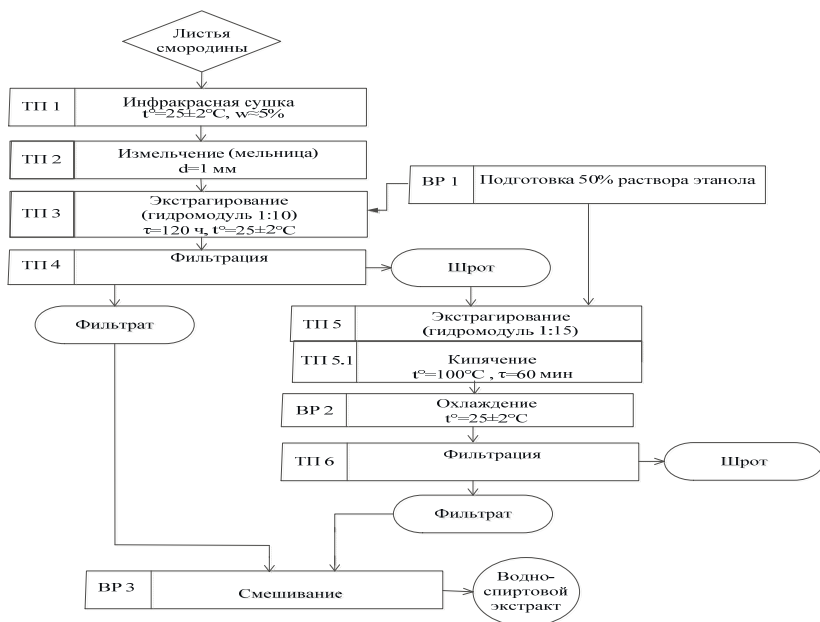 Листья
смородины
ТП 1
Инфракрасная сушка
t°=25±2°C, w≈5%
ТП 2
Измельчение (мельница)
d=1 мм
ВР 1
Подготовка 50% раствора этанола
ТП 3
Экстрагирование
(гидромодуль 1:10)
τ=120 ч, t°=25±2°C
ТП 4
Фильтрация
Шрот
Фильтрат
ТП 5
Экстрагирование
(гидромодуль 1:15)
ТП 5.1
Кипячение
t°=100°C , τ=60 мин
ВР 2
Охлаждение
t°=25±2°C
ТП 6
Фильтрация
Шрот
Фильтрат
ВР 3
Смешивание
Водно-
спиртовой
экстракт